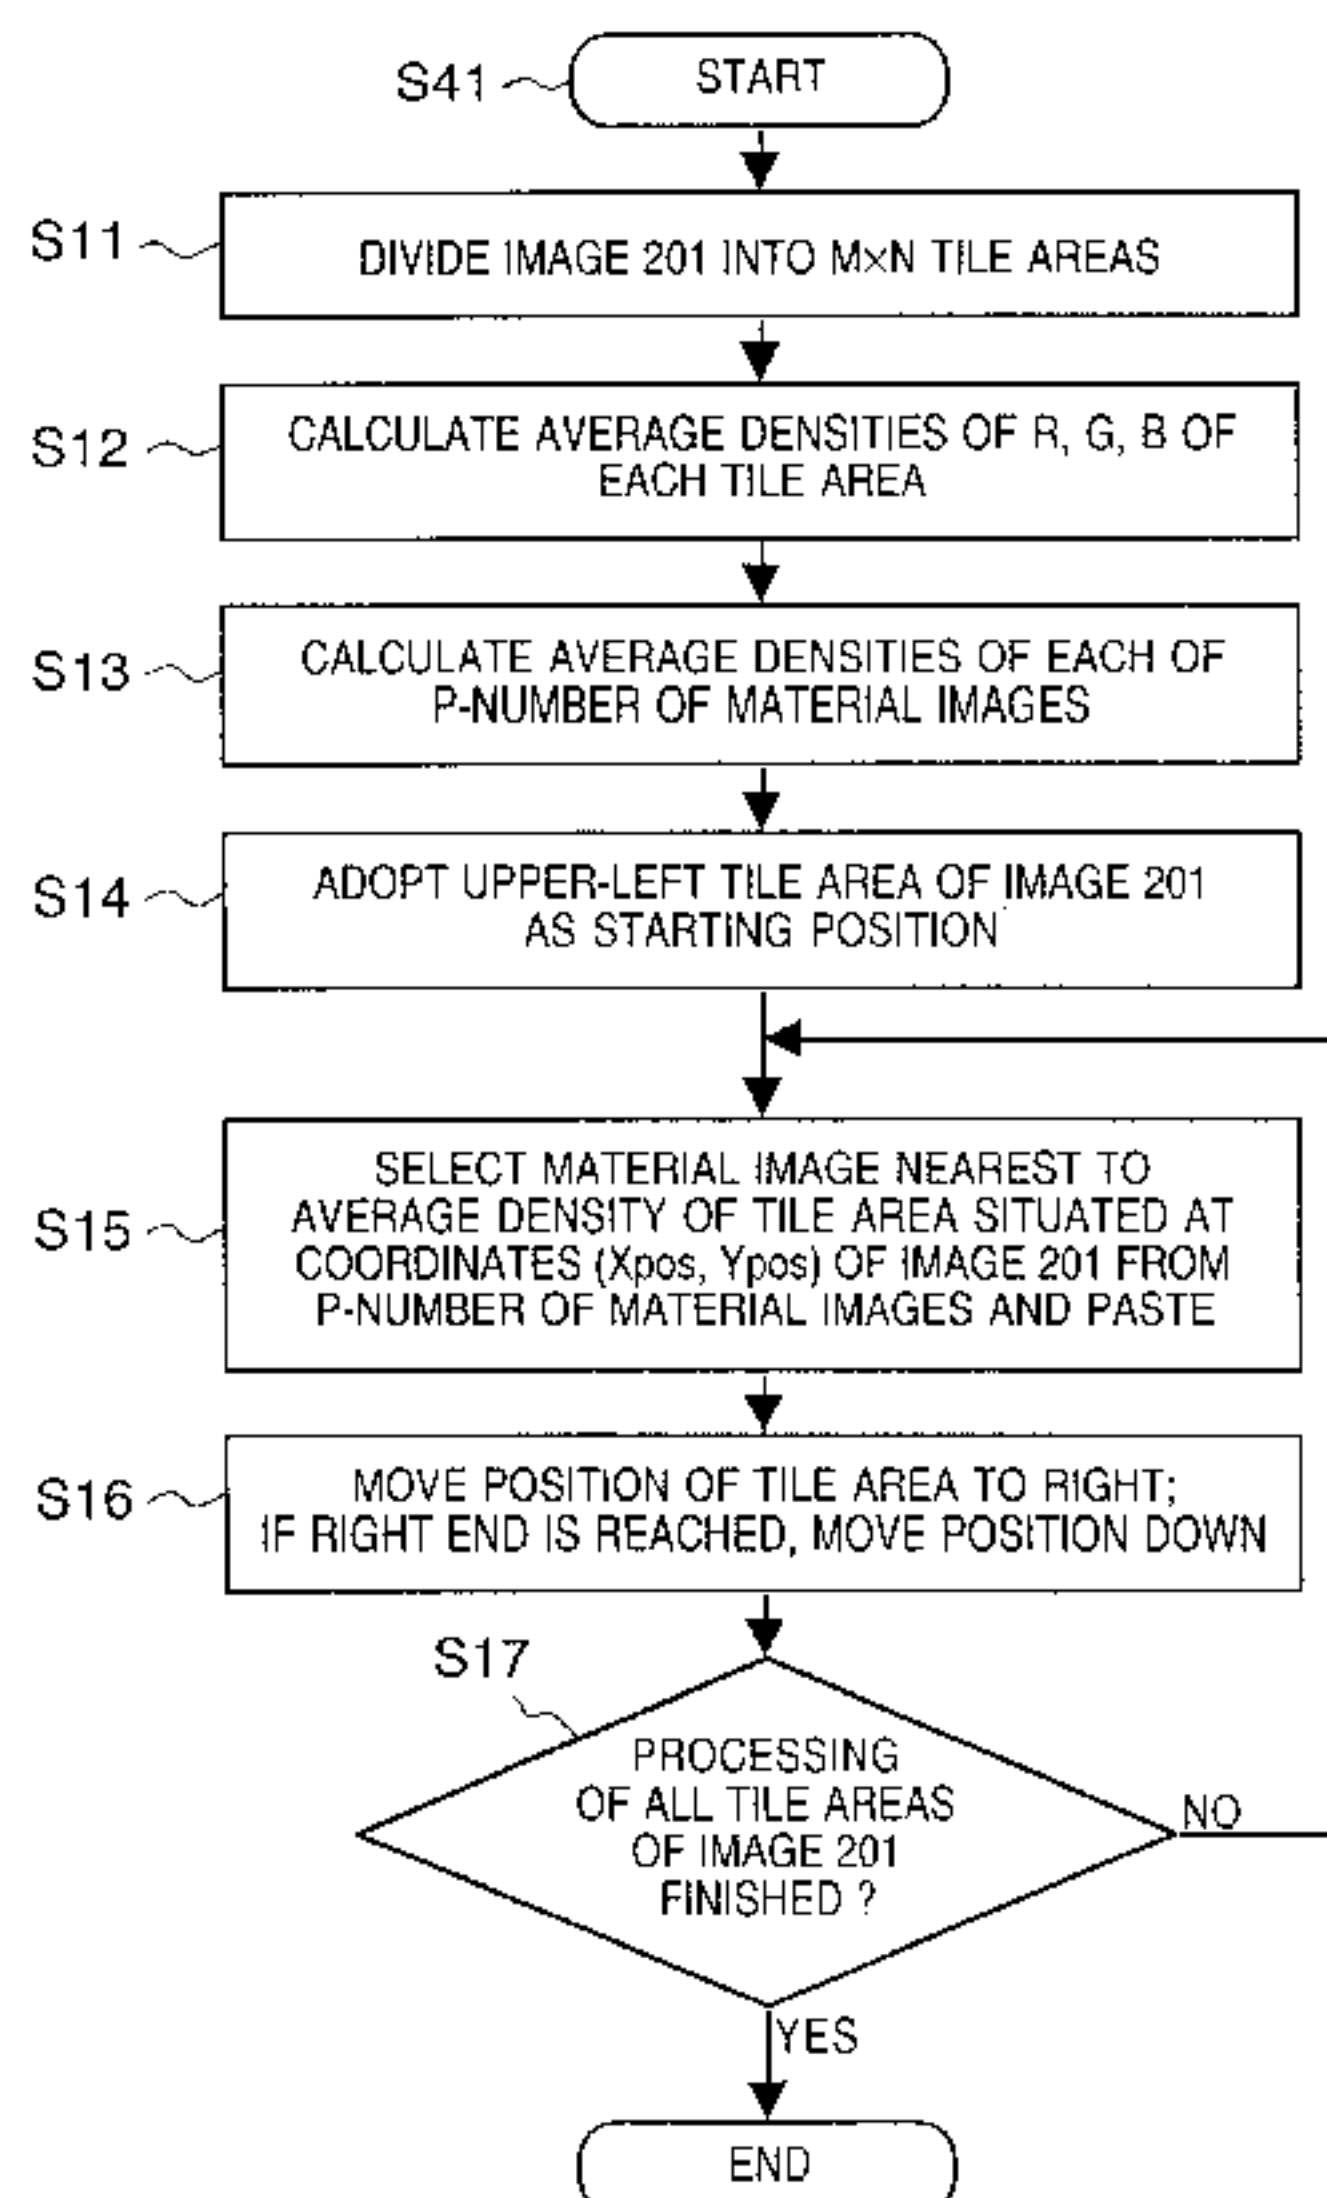 S41
START
S11
DIVIDE IMAGE 201 INTO M×N TILE AREAS
S12
CALCULATE AVERAGE DENSITIES OF R, G, B OF
EACH TILE AREA
S13
CALCULATE AVERAGE DENSITIES OF EACH OF
P-NUMBER OF MATERIAL IMAGES
S14
ADOPT UPPER-LEFT TILE AREA OF IMAGE 201
AS STARTING POSITION
S15
SELECT MATERIAL IMAGE NEAREST TO
AVERAGE DENSITY OF TILE AREA SITUATED AT
COORDINATES (Xpos, Ypos) OF IMAGE 201 FROM
P-NUMBER OF MATERIAL IMAGES AND PASTE
S16
MOVE POSITION OF TILE AREA TO RIGHT;
IF RIGHT END IS REACHED, MOVE POSITION DOWN
S17
PROCESSING
OF ALL TILE AREAS
OF IMAGE 201
FINISHED ?
NO
YES
END